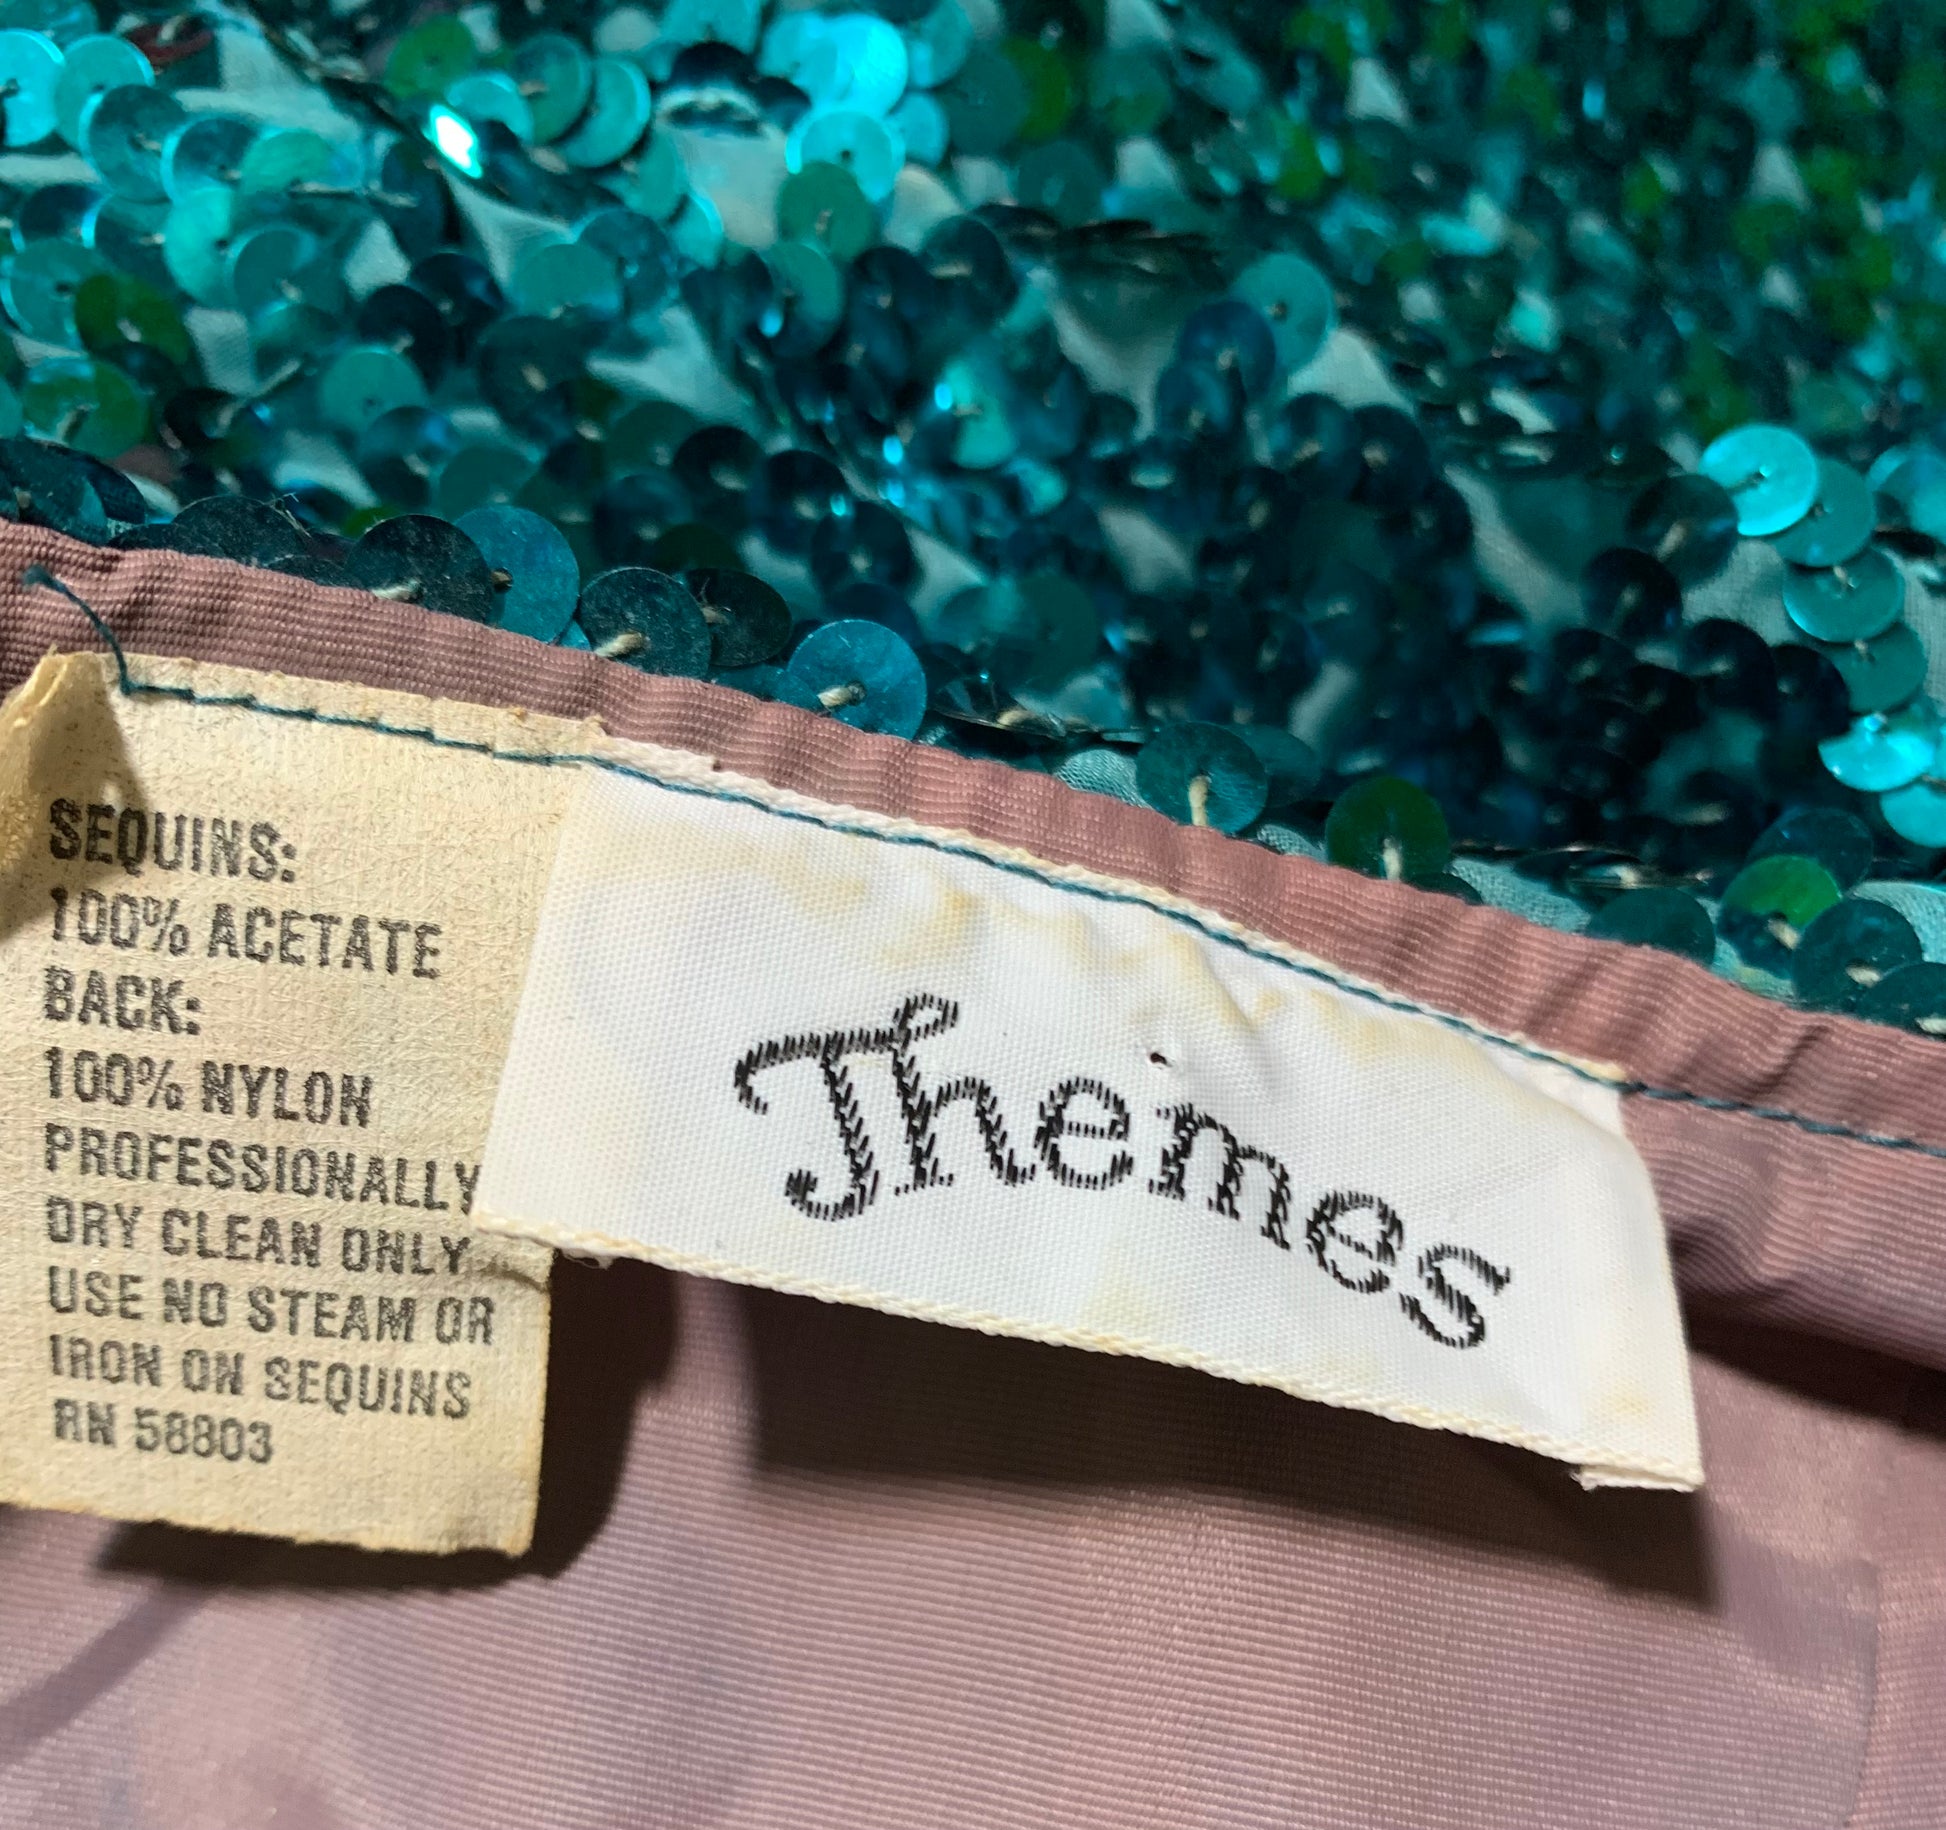 SEQUINS:
100% ACETATE
BACK:
100% NYLON
PROFESSIONALLY
DRY CLEAN ONLY
USE NO STEAM OR
IRON ON SEQUINS
RN 58803
Themes